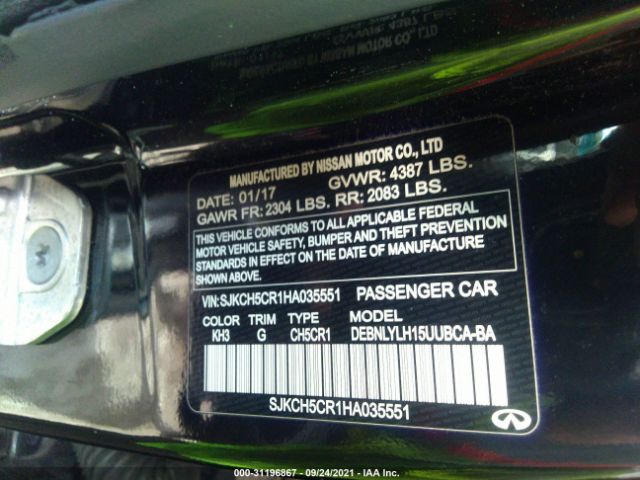 MANUFACTURED BY NISSAN MOTOR CO., LTD
DATE: 01/17 GVWR: 4387 LBS.
GAWR FR: 2304 LBS. RR: 2083 LBS.
THIS VEHICLE CONFORMS TO ALL APPLICABLE FEDERAL
MOTOR VEHICLE SAFETY, BUMPER AND THEFT PREVENTION
STANDARDS IN EFFECT ON THE DATE OF MANUFACTURE
SHOWN ABOVE.
VIN:SJKCH5CR1HA035551 PASSENGER CAR
COLOR TRIM TYPE MODEL
KH3 G CH5CR1 DEBNLYLH15UUBCA-BA
SJKCH5CR1HA035551
000-31196867 - 09/24/2021 - IAA Inc.